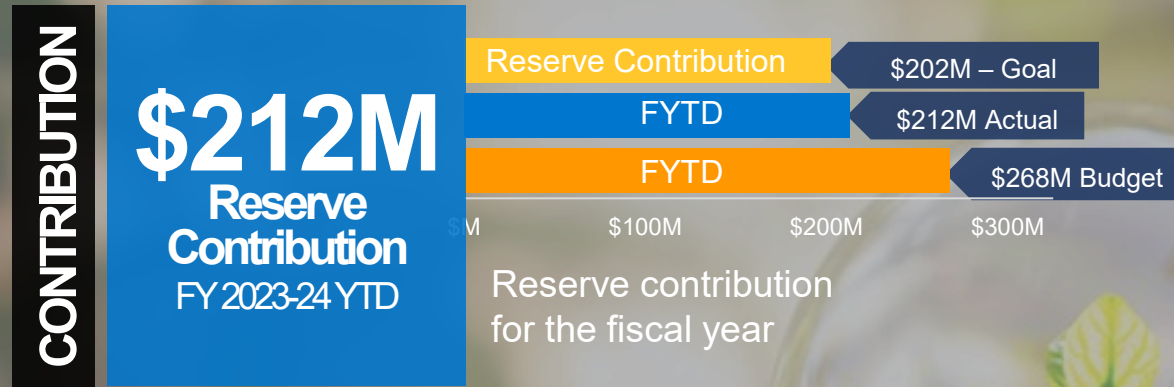 CONTRIBUTION
$212M
Reserve
Contribution
FY 2023-24 YTD
Reserve Contribution
$202M – Goal
FYTD
$212M Actual
FYTD
$268M Budget
$M $100M $200M $300M
Reserve contribution
for the fiscal year